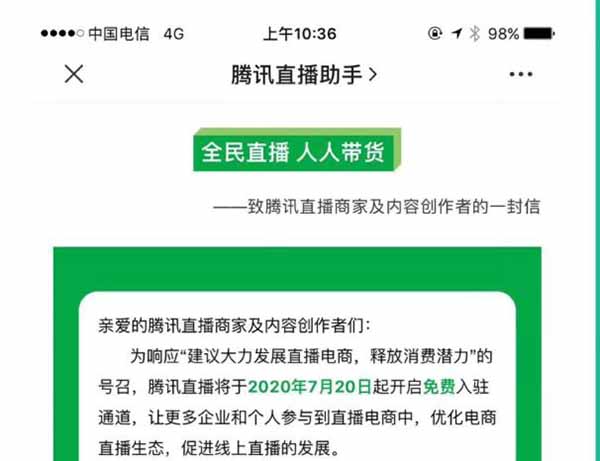 中国电信 4G 上午10:36 98%
腾讯直播助手
全民直播 人人带货
——致腾讯直播商家及内容创作者的一封信
亲爱的腾讯直播商家及内容创作者们：
为响应“建议大力发展直播电商，释放消费潜力”的
号召，腾讯直播将于2020年7月20日起开启免费入驻
通道，让更多企业和个人参与到直播电商中，优化电商
直播生态，促进线上直播的发展。